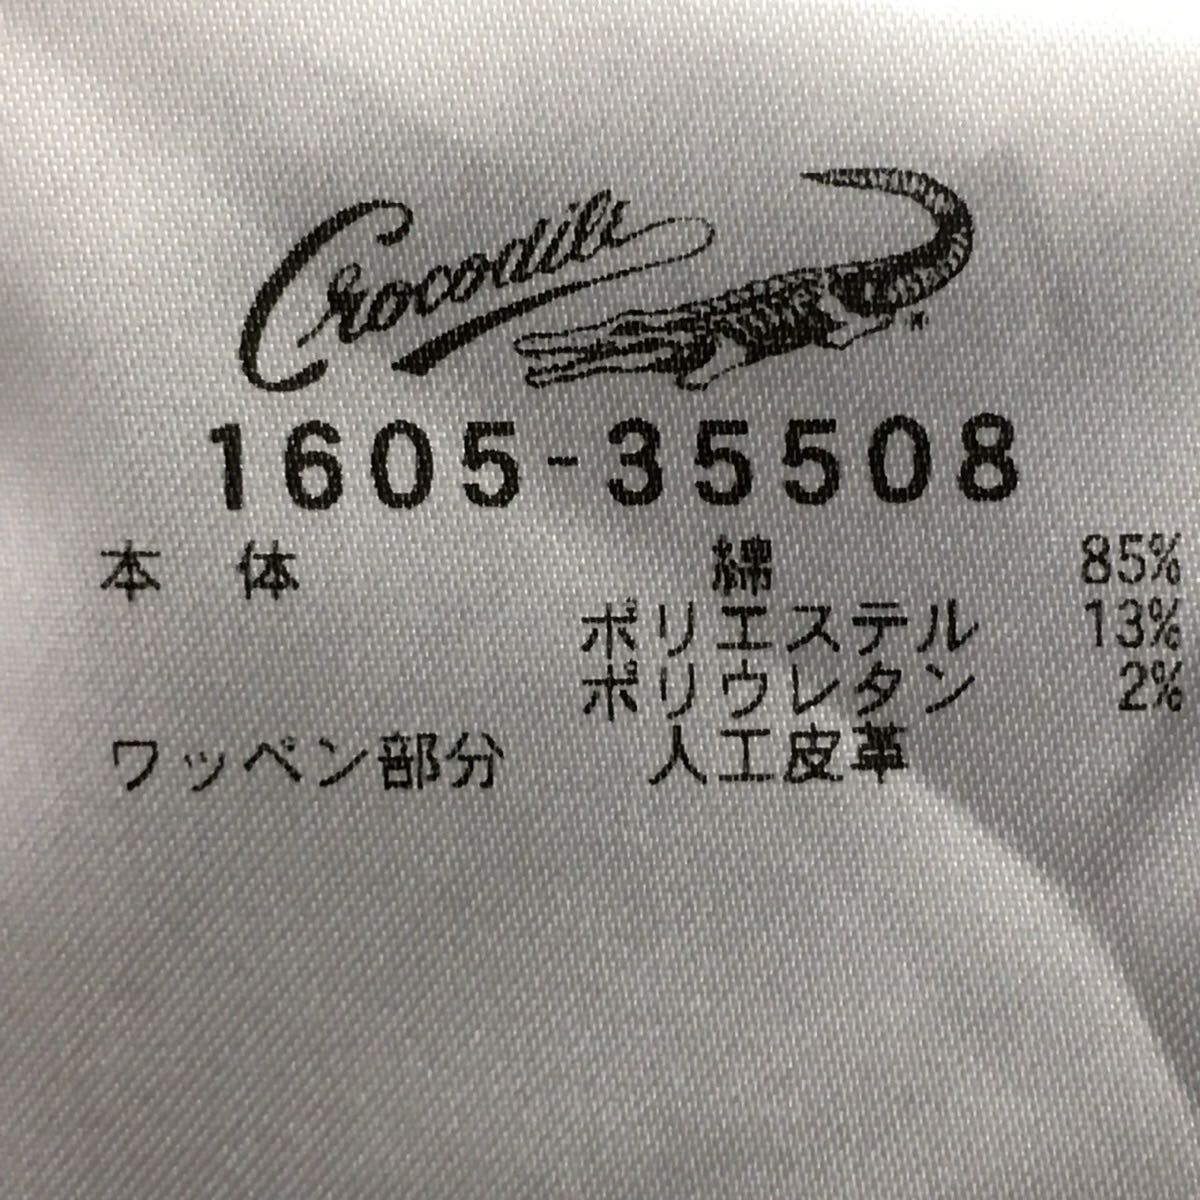 Crocodile
1605-35508
本 体 綿 85%
ポリエステル 13%
ポリウレタン 2%
ワッペン部分 人工皮革